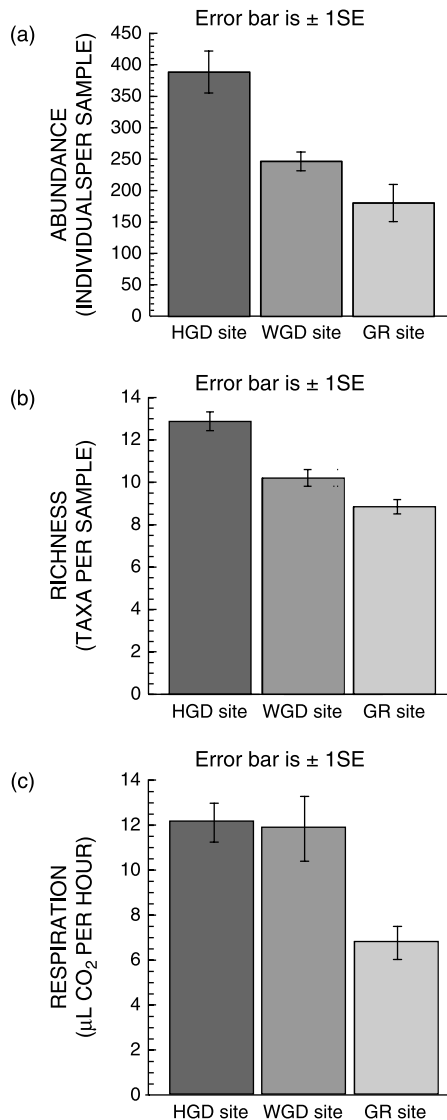 (a)
Error bar is ± 1SE
ABUNDANCE
(INDIVIDUALSPER SAMPLE)
450
400
350
300
250
200
150
100
50
0
HGD site WGD site GR site
(b)
Error bar is ± 1SE
RICHNESS
(TAXA PER SAMPLE)
14
12
10
8
6
4
2
0
HGD site WGD site GR site
(c)
Error bar is ± 1SE
RESPIRATION
(μL CO₂ PER HOUR)
14
12
10
8
6
4
2
0
HGD site WGD site GR site